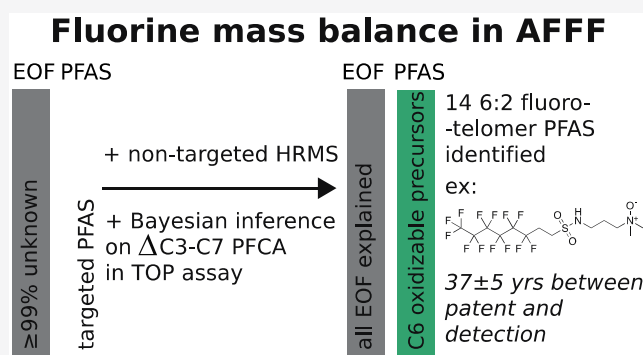 Fluorine mass balance in AFFF
EOF PFAS
≥99% unknown
targeted PFAS
+ non-targeted HRMS
+ Bayesian inference
on ΔC3-C7 PFCA
in TOP assay
EOF PFAS
all EOF explained
C6 oxidizable precursors
14 6:2 fluoro-
-telomer PFAS
identified
ex:
F F F F F F F
F F F F F F
O O S H N N⁺ O⁻
37±5 yrs between
patent and
detection